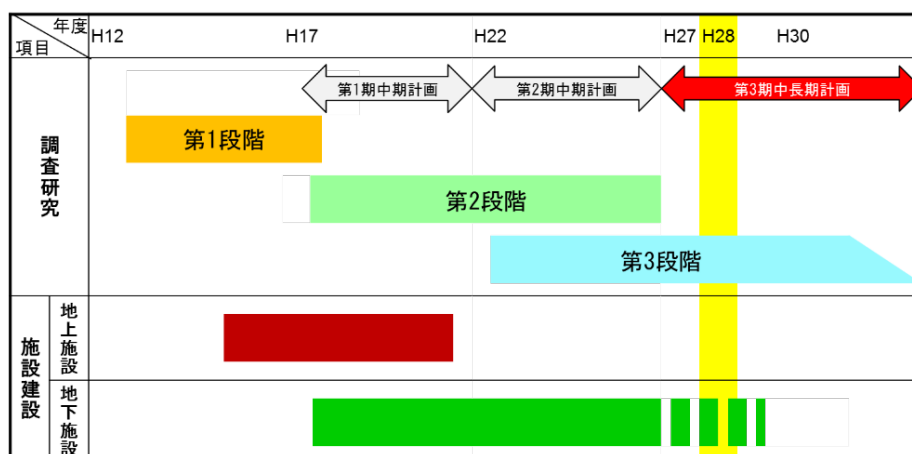 年度
項目
H12
H17
H22
H27
H28
H30
第1期中期計画
第2期中期計画
第3期中長期計画
第1段階
調査研究
第2段階
第3段階
施設建設
地上施設
地下施設